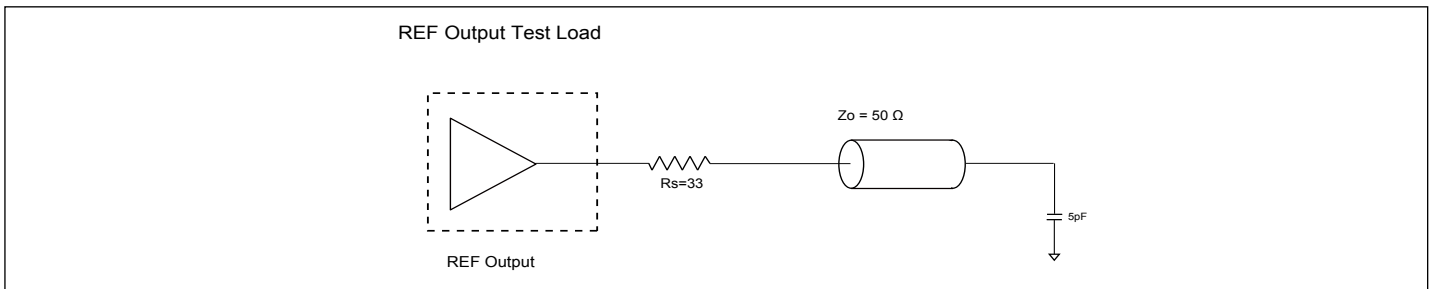 REF Output Test Load
Zo = 50 Ω
Rs=33
5pF
REF Output